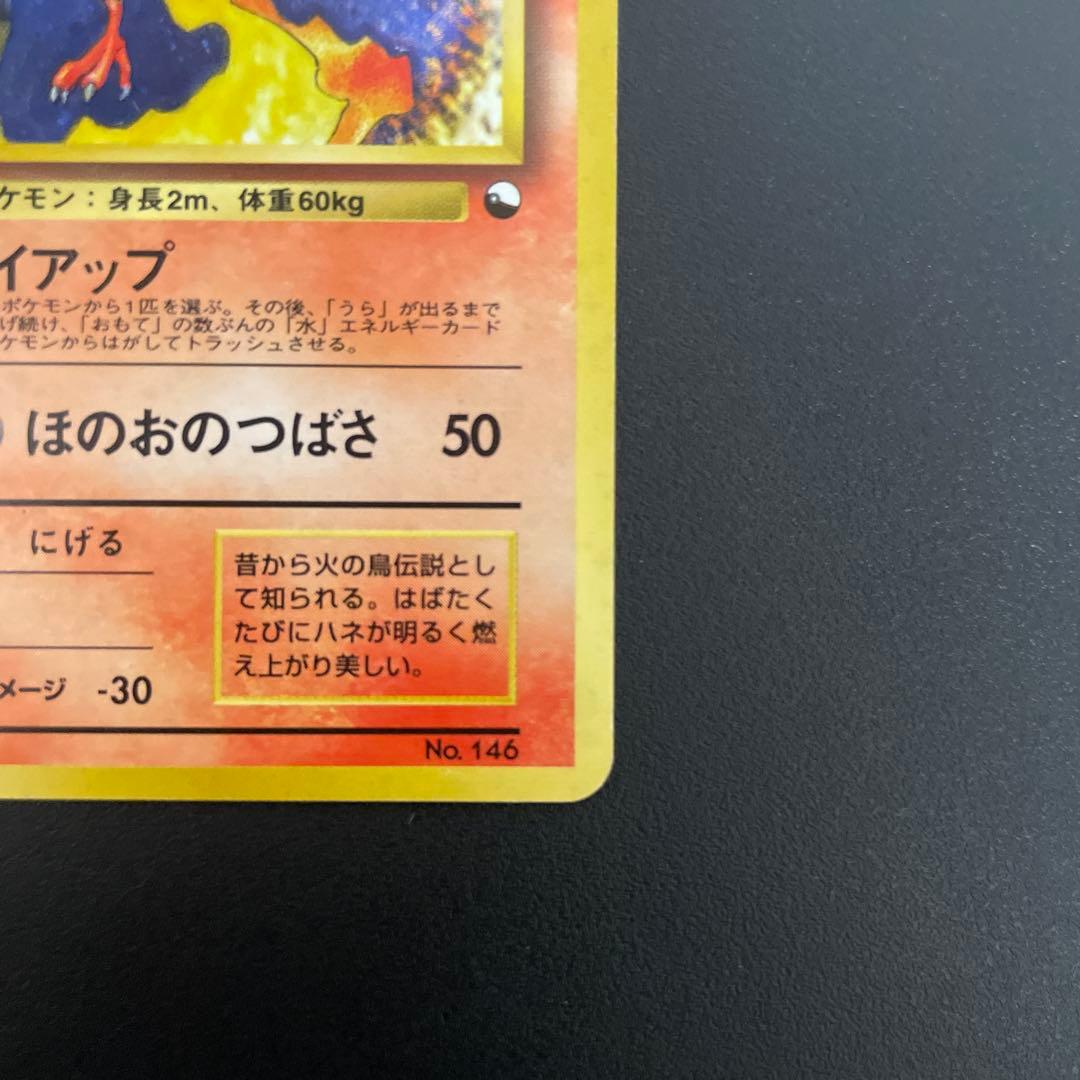 ケモン：身長2m、体重60kg
イアップ
ポケモンから1匹を選ぶ。その後、「うら」が出るまで
げ続け、「おもて」の数ぶんの「水」エネルギーカード
ケモンからはがしてトラッシュさせる。
ほのおのつばさ 50
にげる
昔から火の鳥伝説とし
て知られる。はばたく
たびにハネが明るく燃
え上がり美しい。
メージ -30
No. 146